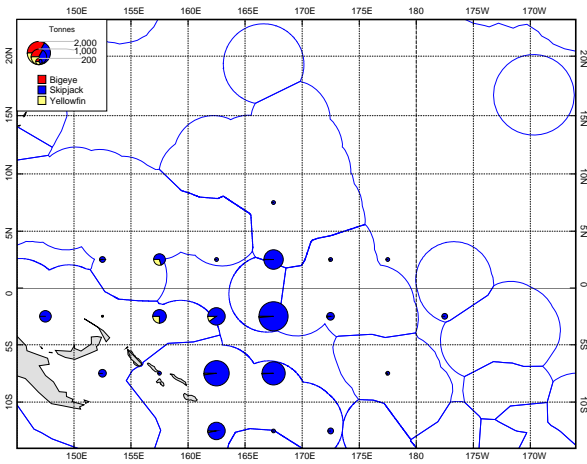 150E 155E 160E 165E 170E 175E 180 175W 170W
Tonnes
2,000
1,000
200
Bigeye
Skipjack
Yellowfin
20N 20N
15N 15N
10N 10N
5N 5N
0 0
5S 5S
10S 10S
150E 155E 160E 165E 170E 175E 180 175W 170W